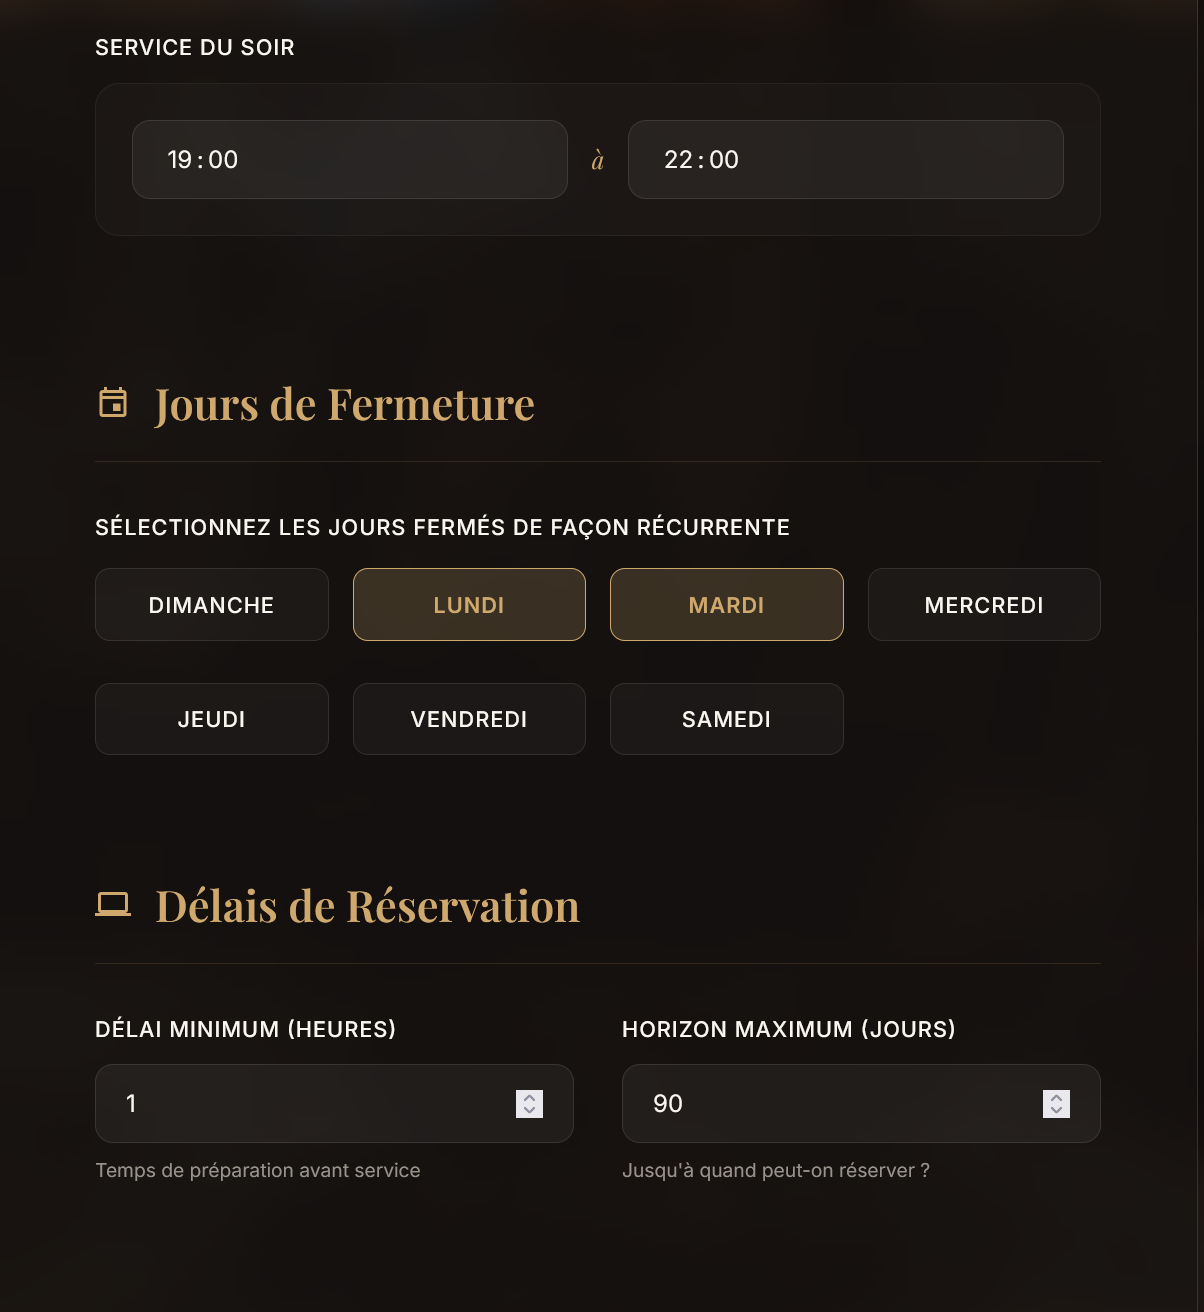 SERVICE DU SOIR
19:00 à 22:00
Jours de Fermeture
SÉLECTIONNEZ LES JOURS FERMÉS DE FAÇON RÉCURRENTE
DIMANCHE LUNDI MARDI MERCREDI
JEUDI VENDREDI SAMEDI
Délais de Réservation
DÉLAI MINIMUM (HEURES) HORIZON MAXIMUM (JOURS)
1 90
Temps de préparation avant service Jusqu'à quand peut-on réserver ?